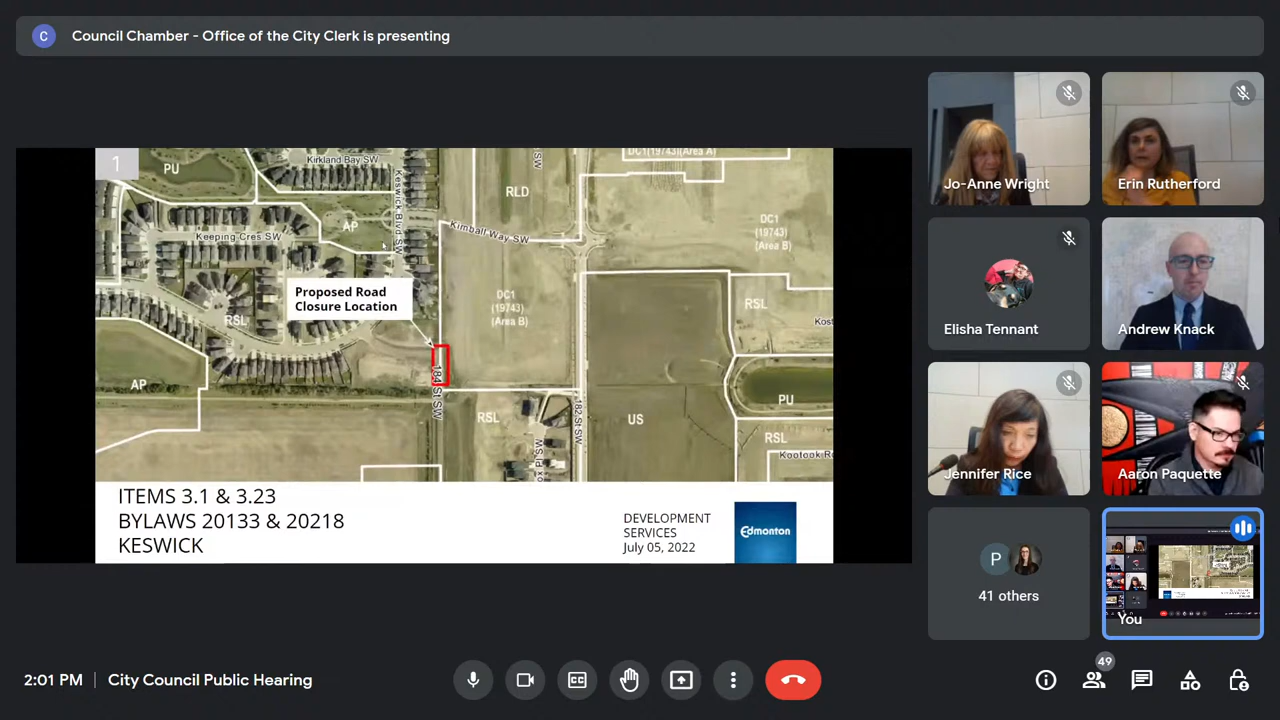 C
Council Chamber - Office of the City Clerk is presenting
1
PU
Kirkland Bay SW
Keswick Blvd SW
SW
DC1(19743)(Area A)
RLD
AP
Keeping Cres SW
Kimball Way SW
DC1
(19743)
(Area B)
Proposed Road
Closure Location
DC1
(19743)
(Area B)
RSL
RSL
AP
184 St SW
RSL
182 St SW
US
PU
RSL
Pl SW
ITEMS 3.1 & 3.23
BYLAWS 20133 & 20218
KESWICK
DEVELOPMENT
SERVICES
July 05, 2022
Edmonton
Jo-Anne Wright
Erin Rutherford
Elisha Tennant
Andrew Knack
Jennifer Rice
Aaron Paquette
P
41 others
You
2:01 PM
City Council Public Hearing
49